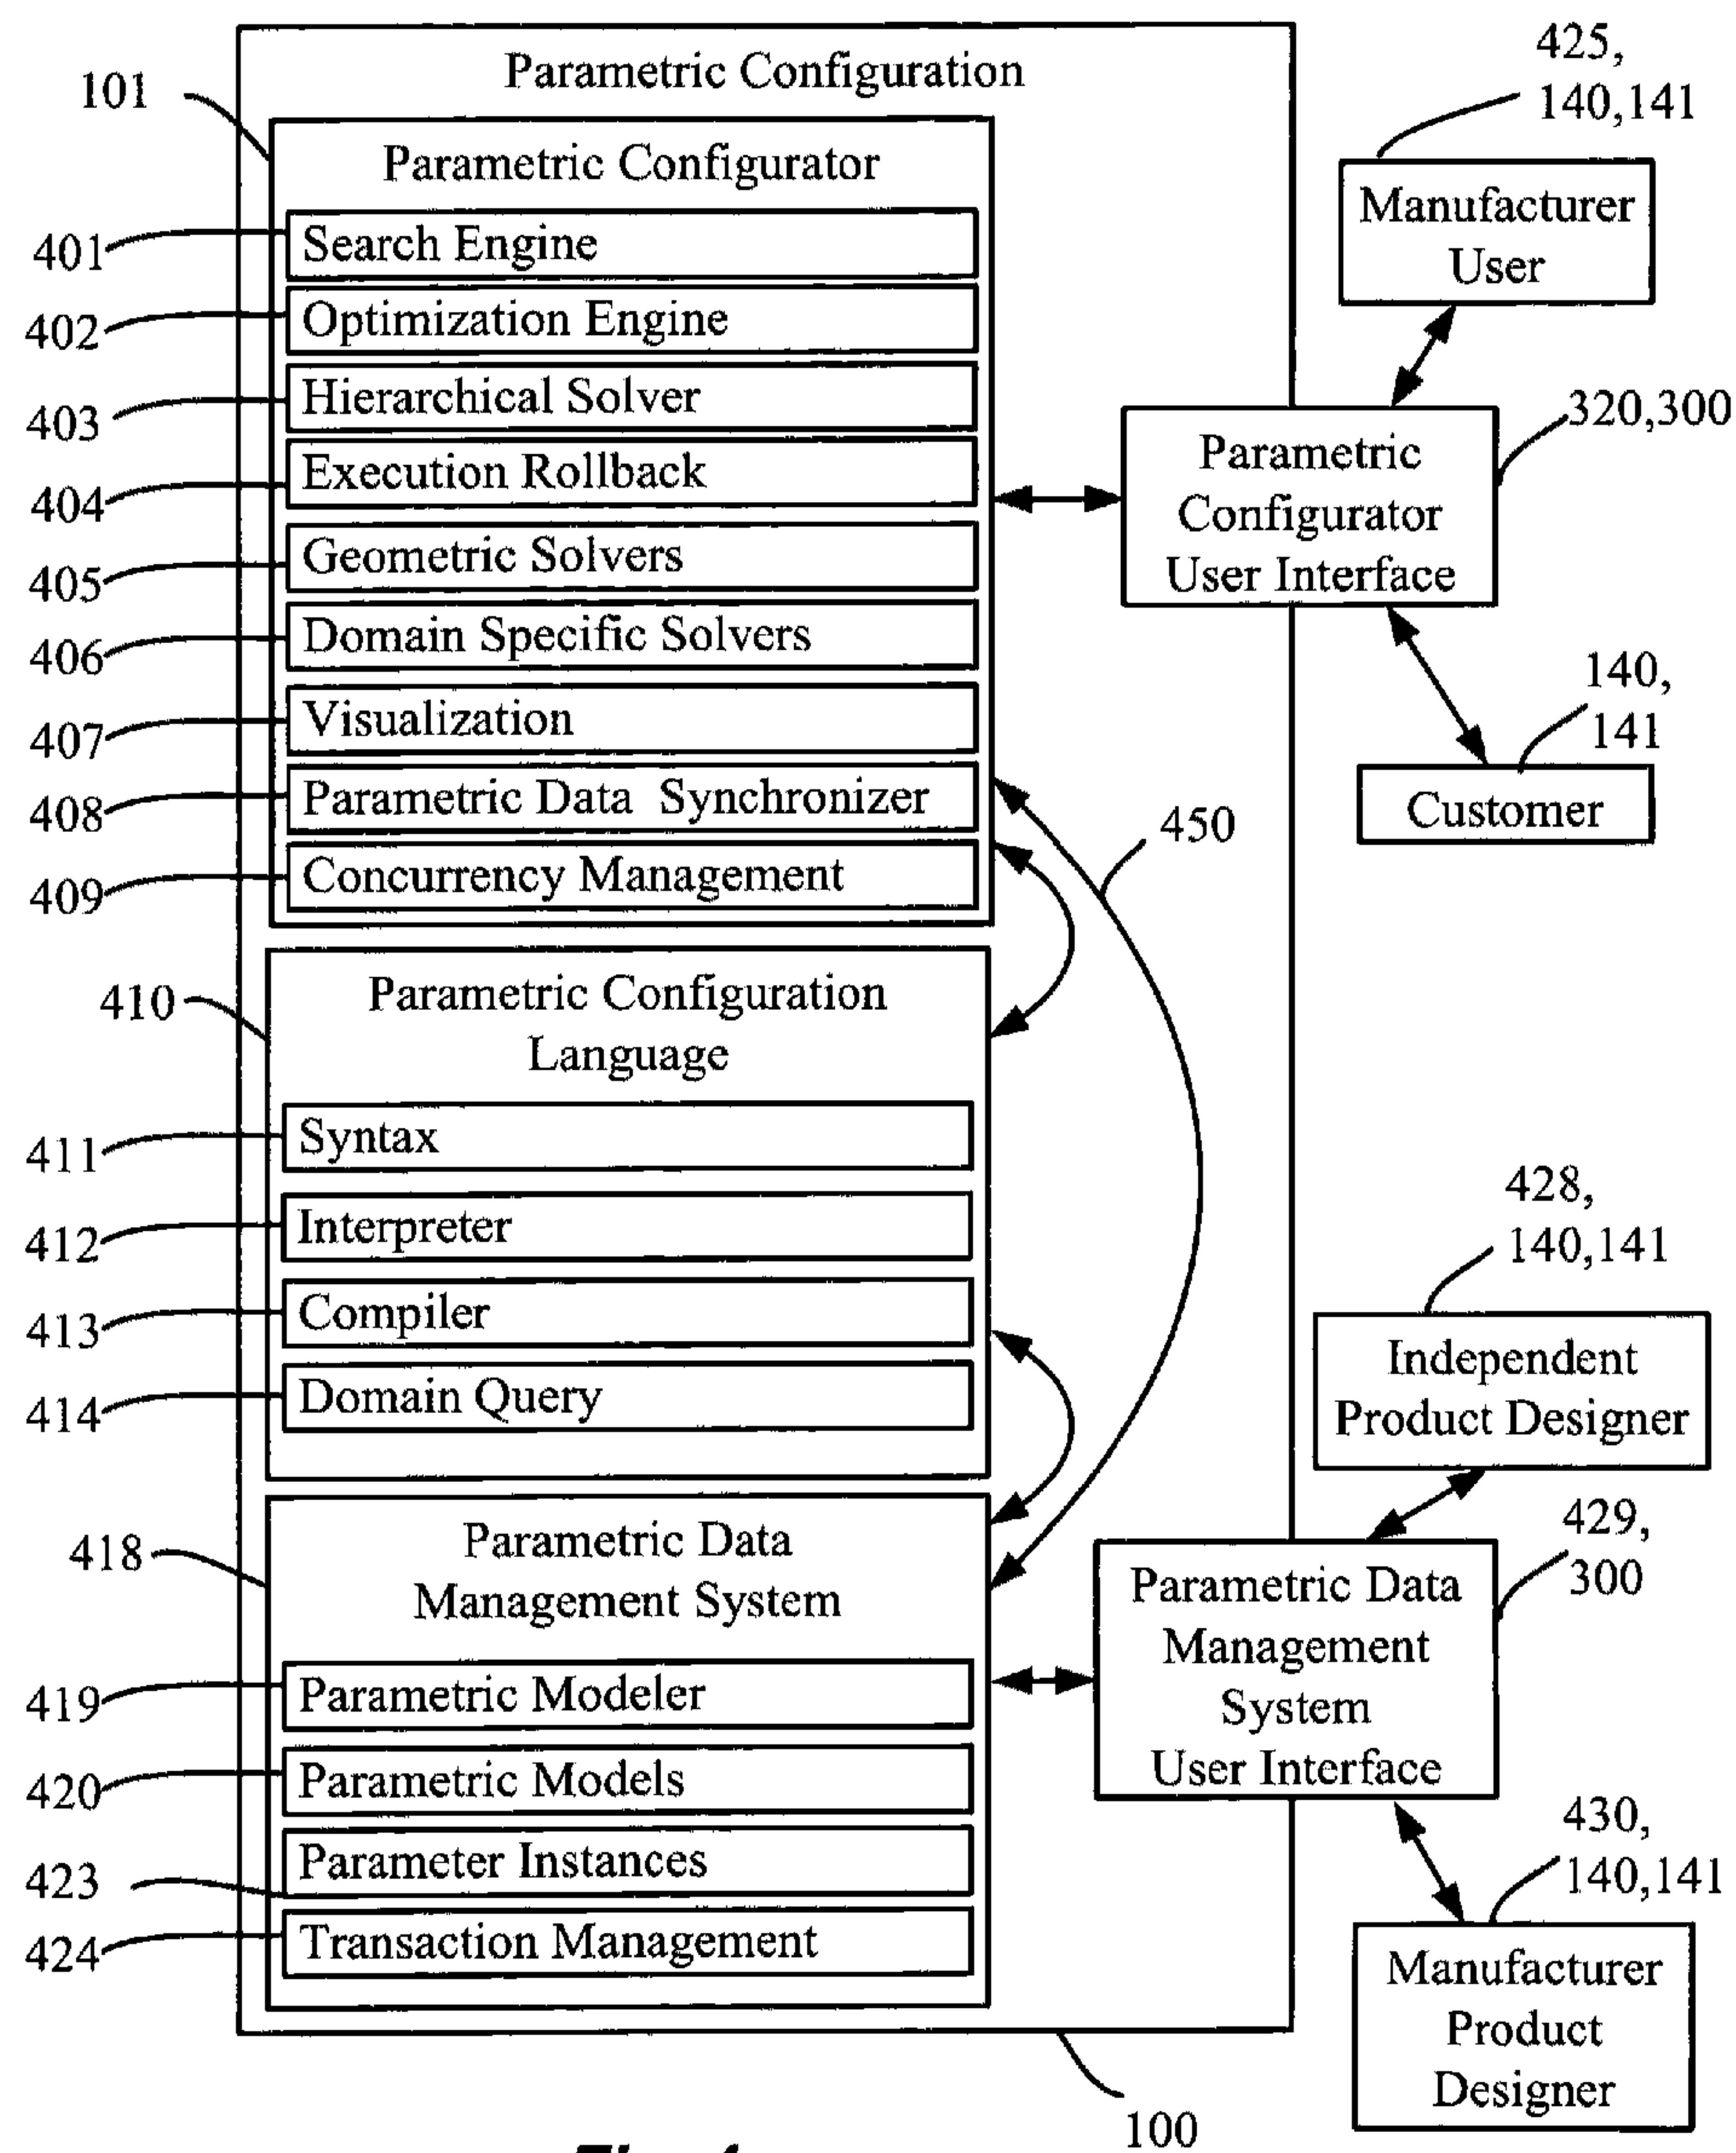 Parametric Configuration
101
Parametric Configurator
401
Search Engine
402
Optimization Engine
403
Hierarchical Solver
404
Execution Rollback
405
Geometric Solvers
406
Domain Specific Solvers
407
Visualization
408
Parametric Data Synchronizer
409
Concurrency Management
410
Parametric Configuration
Language
411
Syntax
412
Interpreter
413
Compiler
414
Domain Query
418
Parametric Data
Management System
419
Parametric Modeler
420
Parametric Models
423
Parameter Instances
424
Transaction Management
425,
140,141
Manufacturer
User
320,300
Parametric
Configurator
User Interface
140,
141
Customer
450
428,
140,141
Independent
Product Designer
429,
300
Parametric Data
Management
System
User Interface
430,
140,141
Manufacturer
Product
Designer
100